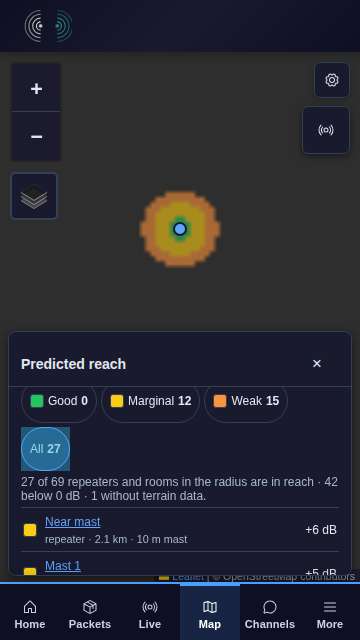 +
−
Predicted reach ×
Good 0 Marginal 12 Weak 15
All 27
27 of 69 repeaters and rooms in the radius are in reach · 42
below 0 dB · 1 without terrain data.
Near mast
+6 dB
repeater · 2.1 km · 10 m mast
Mast 1
+5 dB
Leaflet | © OpenStreetMap contributors
Home Packets Live Map Channels More